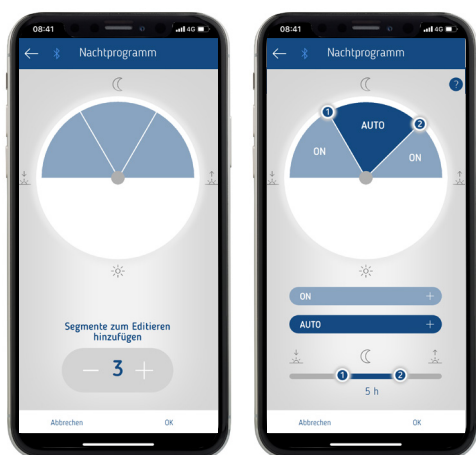 08:41
4G
Nachtprogramm
Segmente zum Editieren
hinzufügen
3
Abbrechen
OK
08:41
4G
Nachtprogramm
?
1
AUTO
2
ON
ON
ON
AUTO
1
2
5 h
Abbrechen
OK